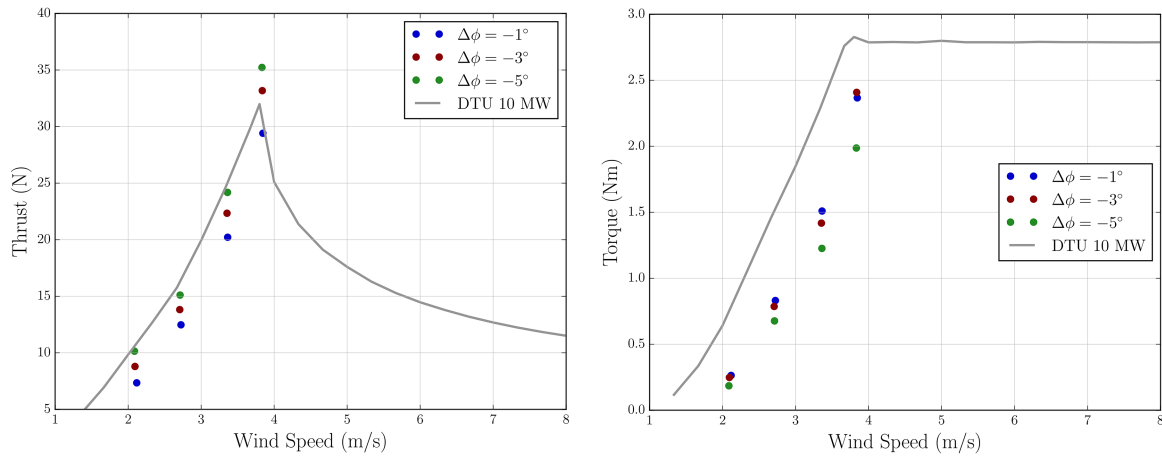 40
35
30
25
20
15
10
5
1 2 3 4 5 6 7 8
Thrust (N)
Wind Speed (m/s)
Δϕ = −1°
Δϕ = −3°
Δϕ = −5°
DTU 10 MW
3.0
2.5
2.0
1.5
1.0
0.5
0.0
1 2 3 4 5 6 7 8
Torque (Nm)
Wind Speed (m/s)
Δϕ = −1°
Δϕ = −3°
Δϕ = −5°
DTU 10 MW